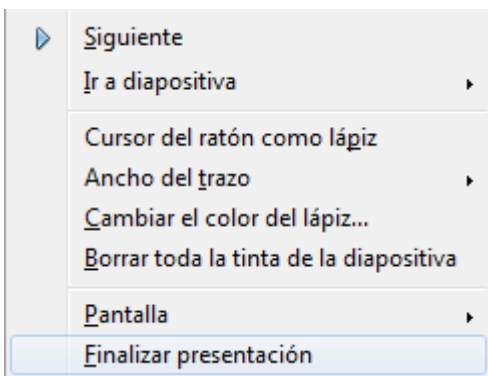 Siguiente
Ir a diapositiva
Cursor del ratón como lápiz
Ancho del trazo
Cambiar el color del lápiz...
Borrar toda la tinta de la diapositiva
Pantalla
Finalizar presentación